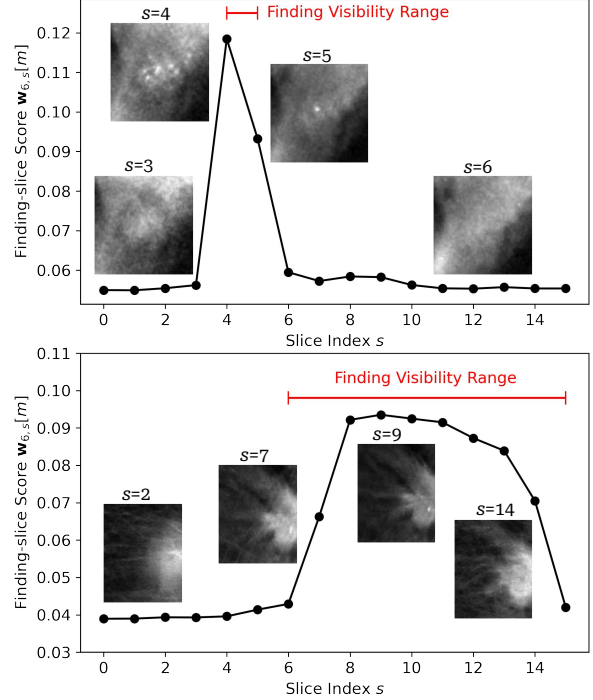 Finding Visibility Range
s=4
s=5
s=3
s=6
0.12
0.11
0.10
0.09
0.08
0.07
0.06
Finding-slice Score w6,s[m]
0 2 4 6 8 10 12 14
Slice Index s
0.11
0.10
0.09
0.08
0.07
0.06
0.05
0.04
0.03
Finding-slice Score w6,s[m]
Finding Visibility Range
s=9
s=7
s=2
s=14
0 2 4 6 8 10 12 14
Slice Index s